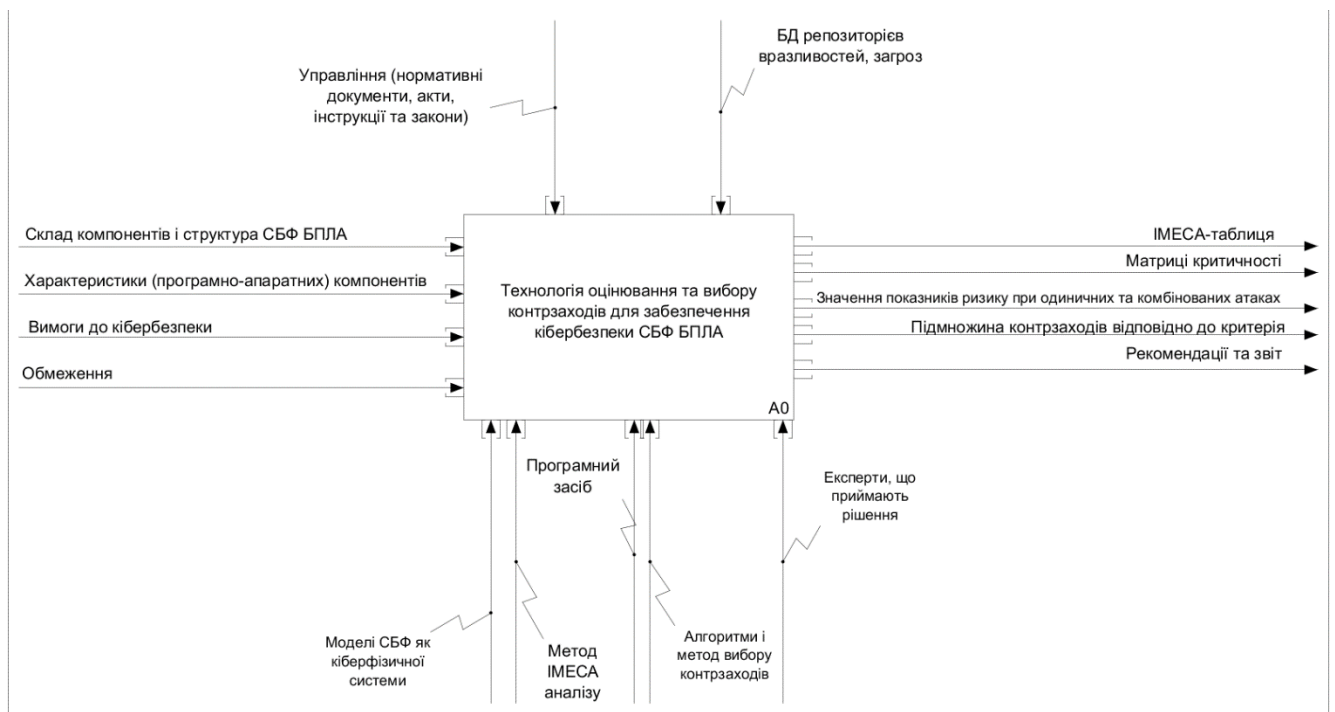 Управління (нормативні
документи, акти,
інструкції та закони)
БД репозиторієв
вразливостей, загроз
Склад компонентів і структура СБФ БПЛА
Характеристики (програмно-апаратних) компонентів
Вимоги до кібербезпеки
Обмеження
Технологія оцінювання та вибору
контрзаходів для забезпечення
кібербезпеки СБФ БПЛА
А0
ІМЕСА-таблиця
Матриці критичності
Значення показників ризику при одиничних та комбінованих атаках
Підмножина контрзаходів відповідно до критерія
Рекомендації та звіт
Моделі СБФ як
кіберфізичної
системи
Метод
ІМЕСА
аналізу
Програмний
засіб
Алгоритми і
метод вибору
контрзаходів
Експерти, що
приймають
рішення